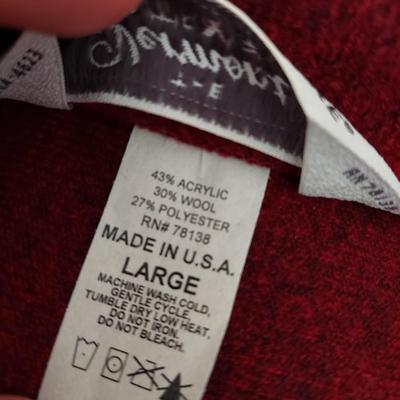 Vermont
43% ACRYLIC
30% WOOL
27% POLYESTER
RN# 78138
MADE IN U.S.A.
LARGE
MACHINE WASH COLD,
GENTLE CYCLE,
TUMBLE DRY LOW HEAT,
DO NOT IRON.
DO NOT BLEACH.